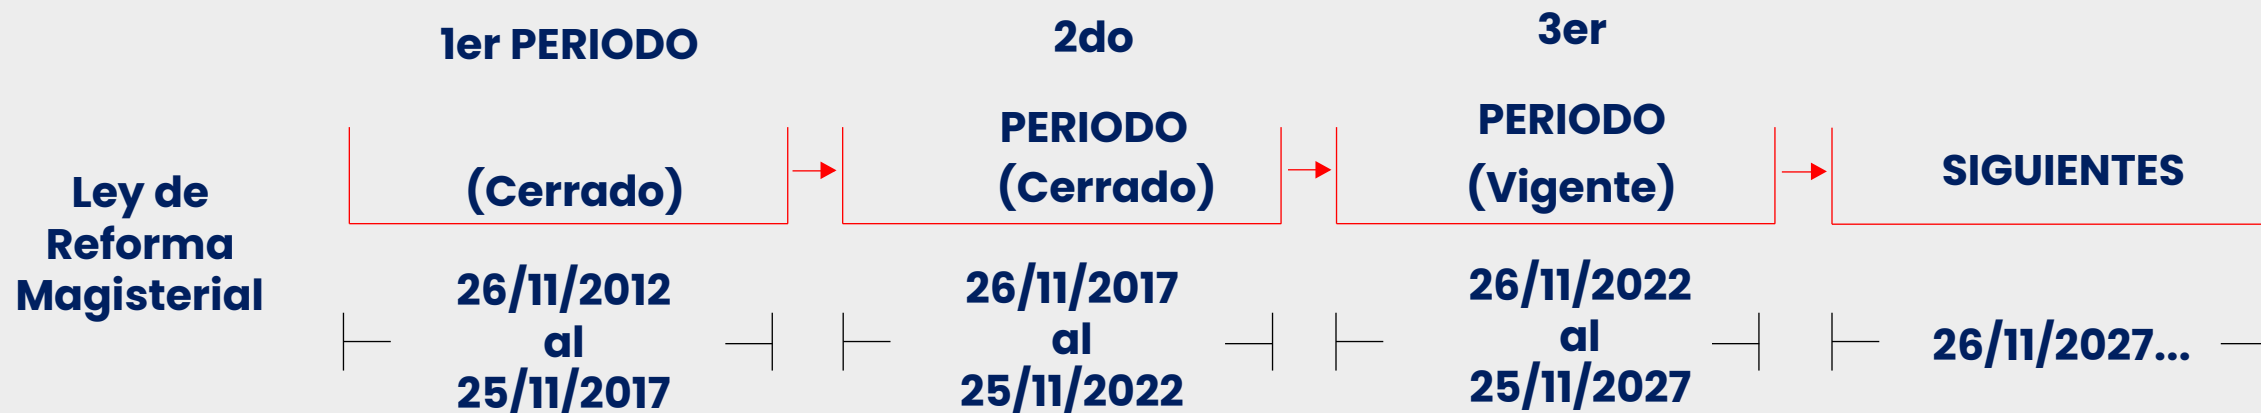 Ley de
Reforma
Magisterial
1er PERIODO
(Cerrado)
26/11/2012
al
25/11/2017
2do
PERIODO
(Cerrado)
26/11/2017
al
25/11/2022
3er
PERIODO
(Vigente)
26/11/2022
al
25/11/2027
SIGUIENTES
26/11/2027...